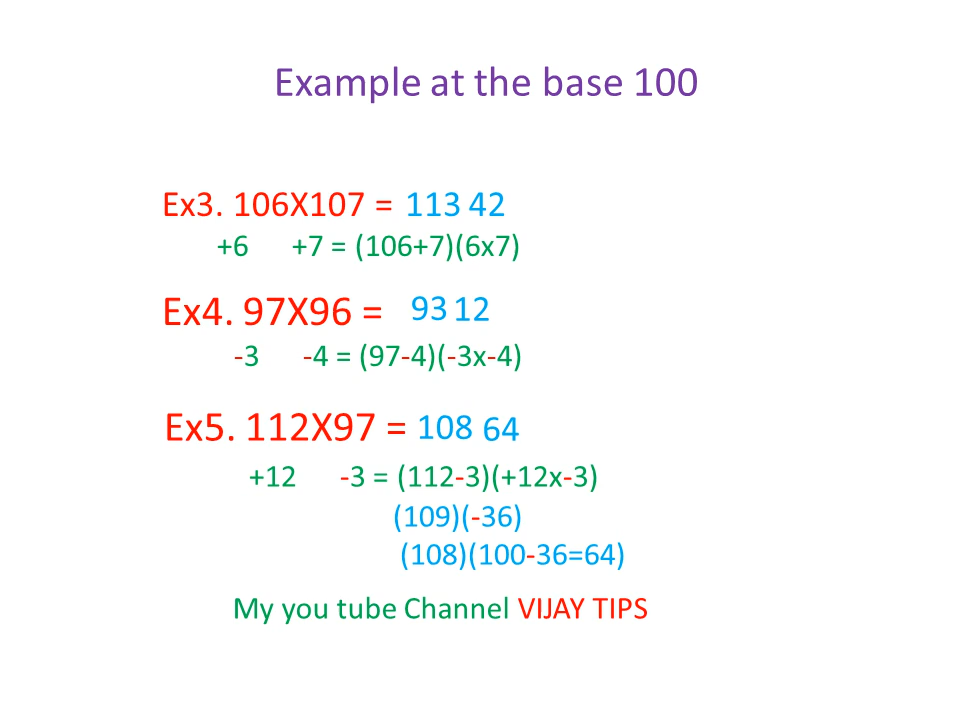 Example at the base 100
Ex3. 106X107 = 113 42
+6 +7 = (106+7)(6x7)
Ex4. 97X96 = 93 12
-3 -4 = (97-4)(-3x-4)
Ex5. 112X97 = 108 64
+12 -3 = (112-3)(+12x-3)
(109)(-36)
(108)(100-36=64)
My you tube Channel VIJAY TIPS